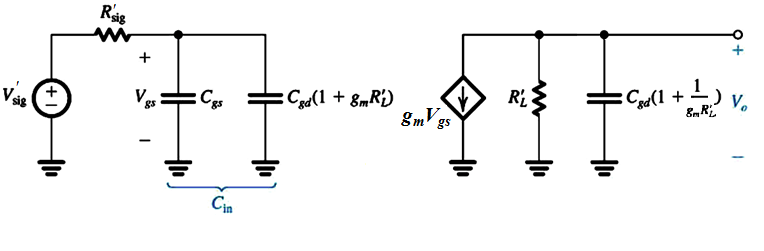 R'sig
V'sig
+
−
+
Vgs
−
Cgs
Cgd(1 + gmR'L)
Cin
gmVgs
R'L
Cgd(1 + 1/gmR'L)
+
Vo
−